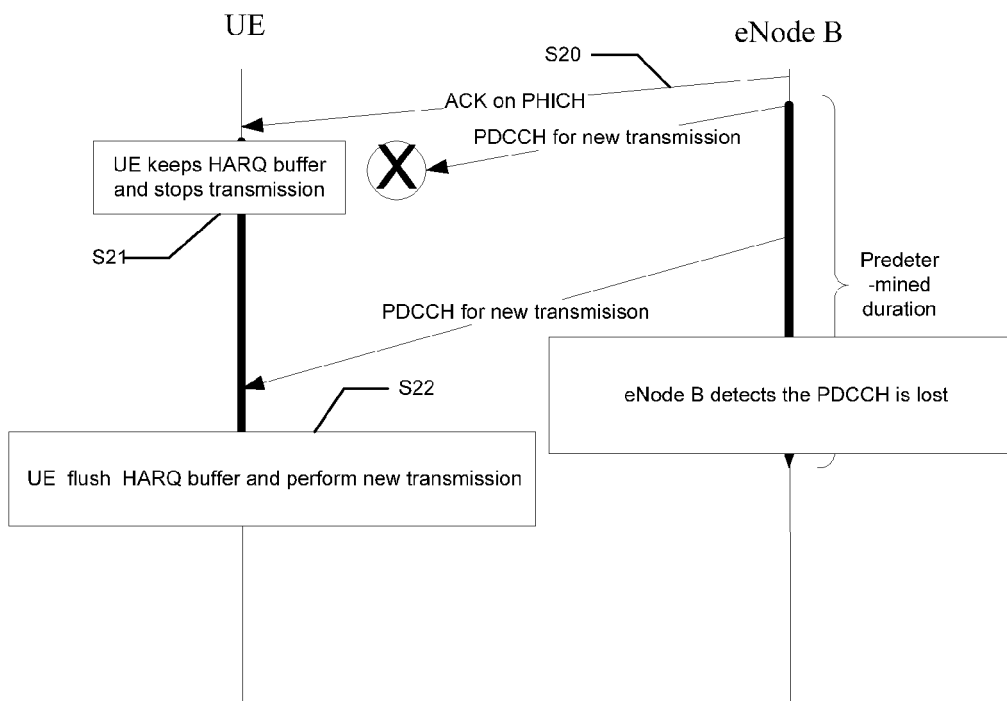 UE
eNode B
S20
ACK on PHICH
PDCCH for new transmission
X
UE keeps HARQ buffer
and stops transmission
S21
Predeter
-mined
duration
PDCCH for new transmisison
S22
eNode B detects the PDCCH is lost
UE flush HARQ buffer and perform new transmission